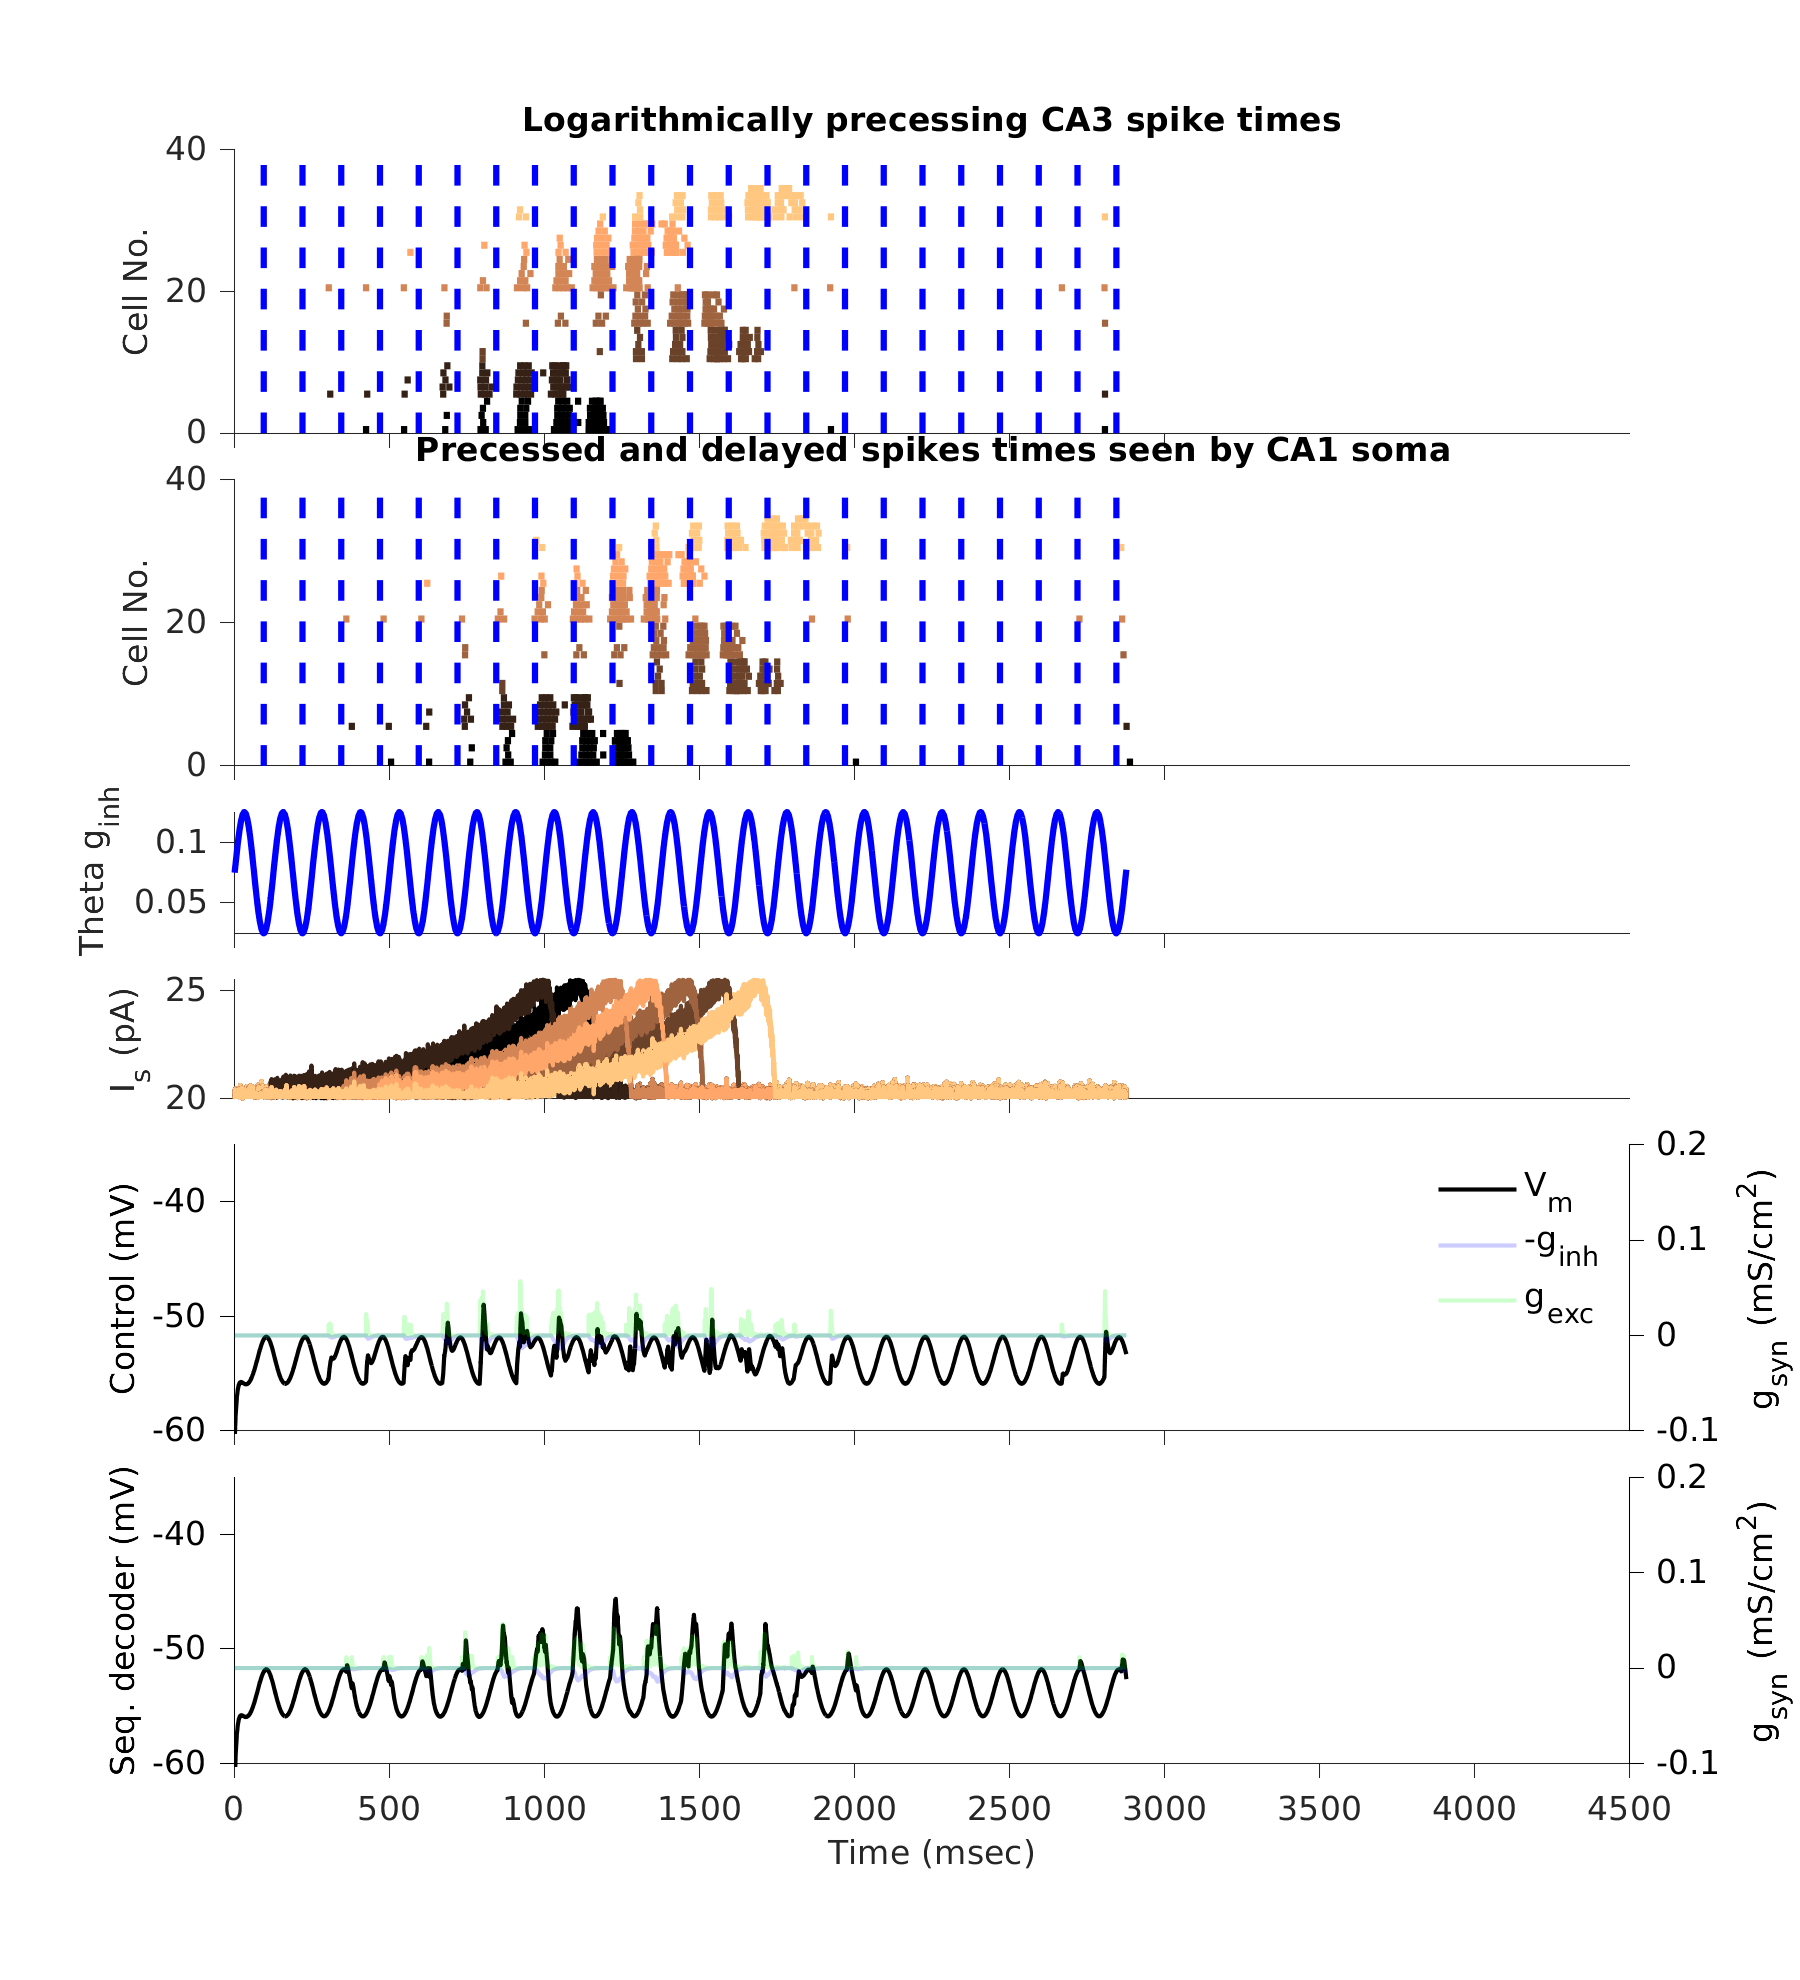 Logarithmically precessing CA3 spike times
40
20
0
Cell No.
Precessed and delayed spikes times seen by CA1 soma
40
20
0
Cell No.
0.1
0.05
Theta g_inh
25
20
I_s (pA)
-40
-50
-60
Control (mV)
V_m
-g_inh
g_exc
0.2
0.1
0
-0.1
g_syn (mS/cm²)
-40
-50
-60
Seq. decoder (mV)
0.2
0.1
0
-0.1
g_syn (mS/cm²)
0 500 1000 1500 2000 2500 3000 3500 4000 4500
Time (msec)